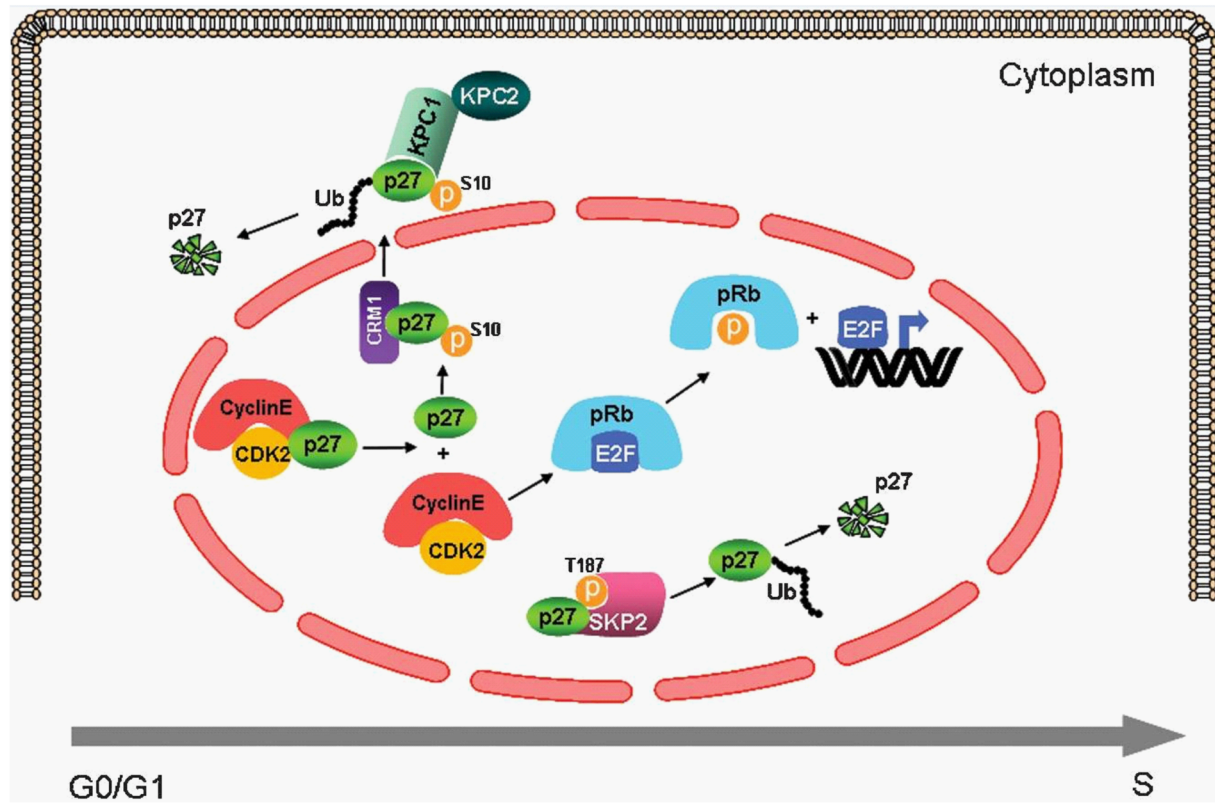 Cytoplasm
KPC2
KPC1
p27
p
S10
Ub
p27
CRM1
p27
p
S10
pRb
p
+
E2F
CyclinE
CDK2
p27
p27
+
CyclinE
CDK2
pRb
E2F
p27
T187
p
p27
SKP2
p27
Ub
G0/G1
S